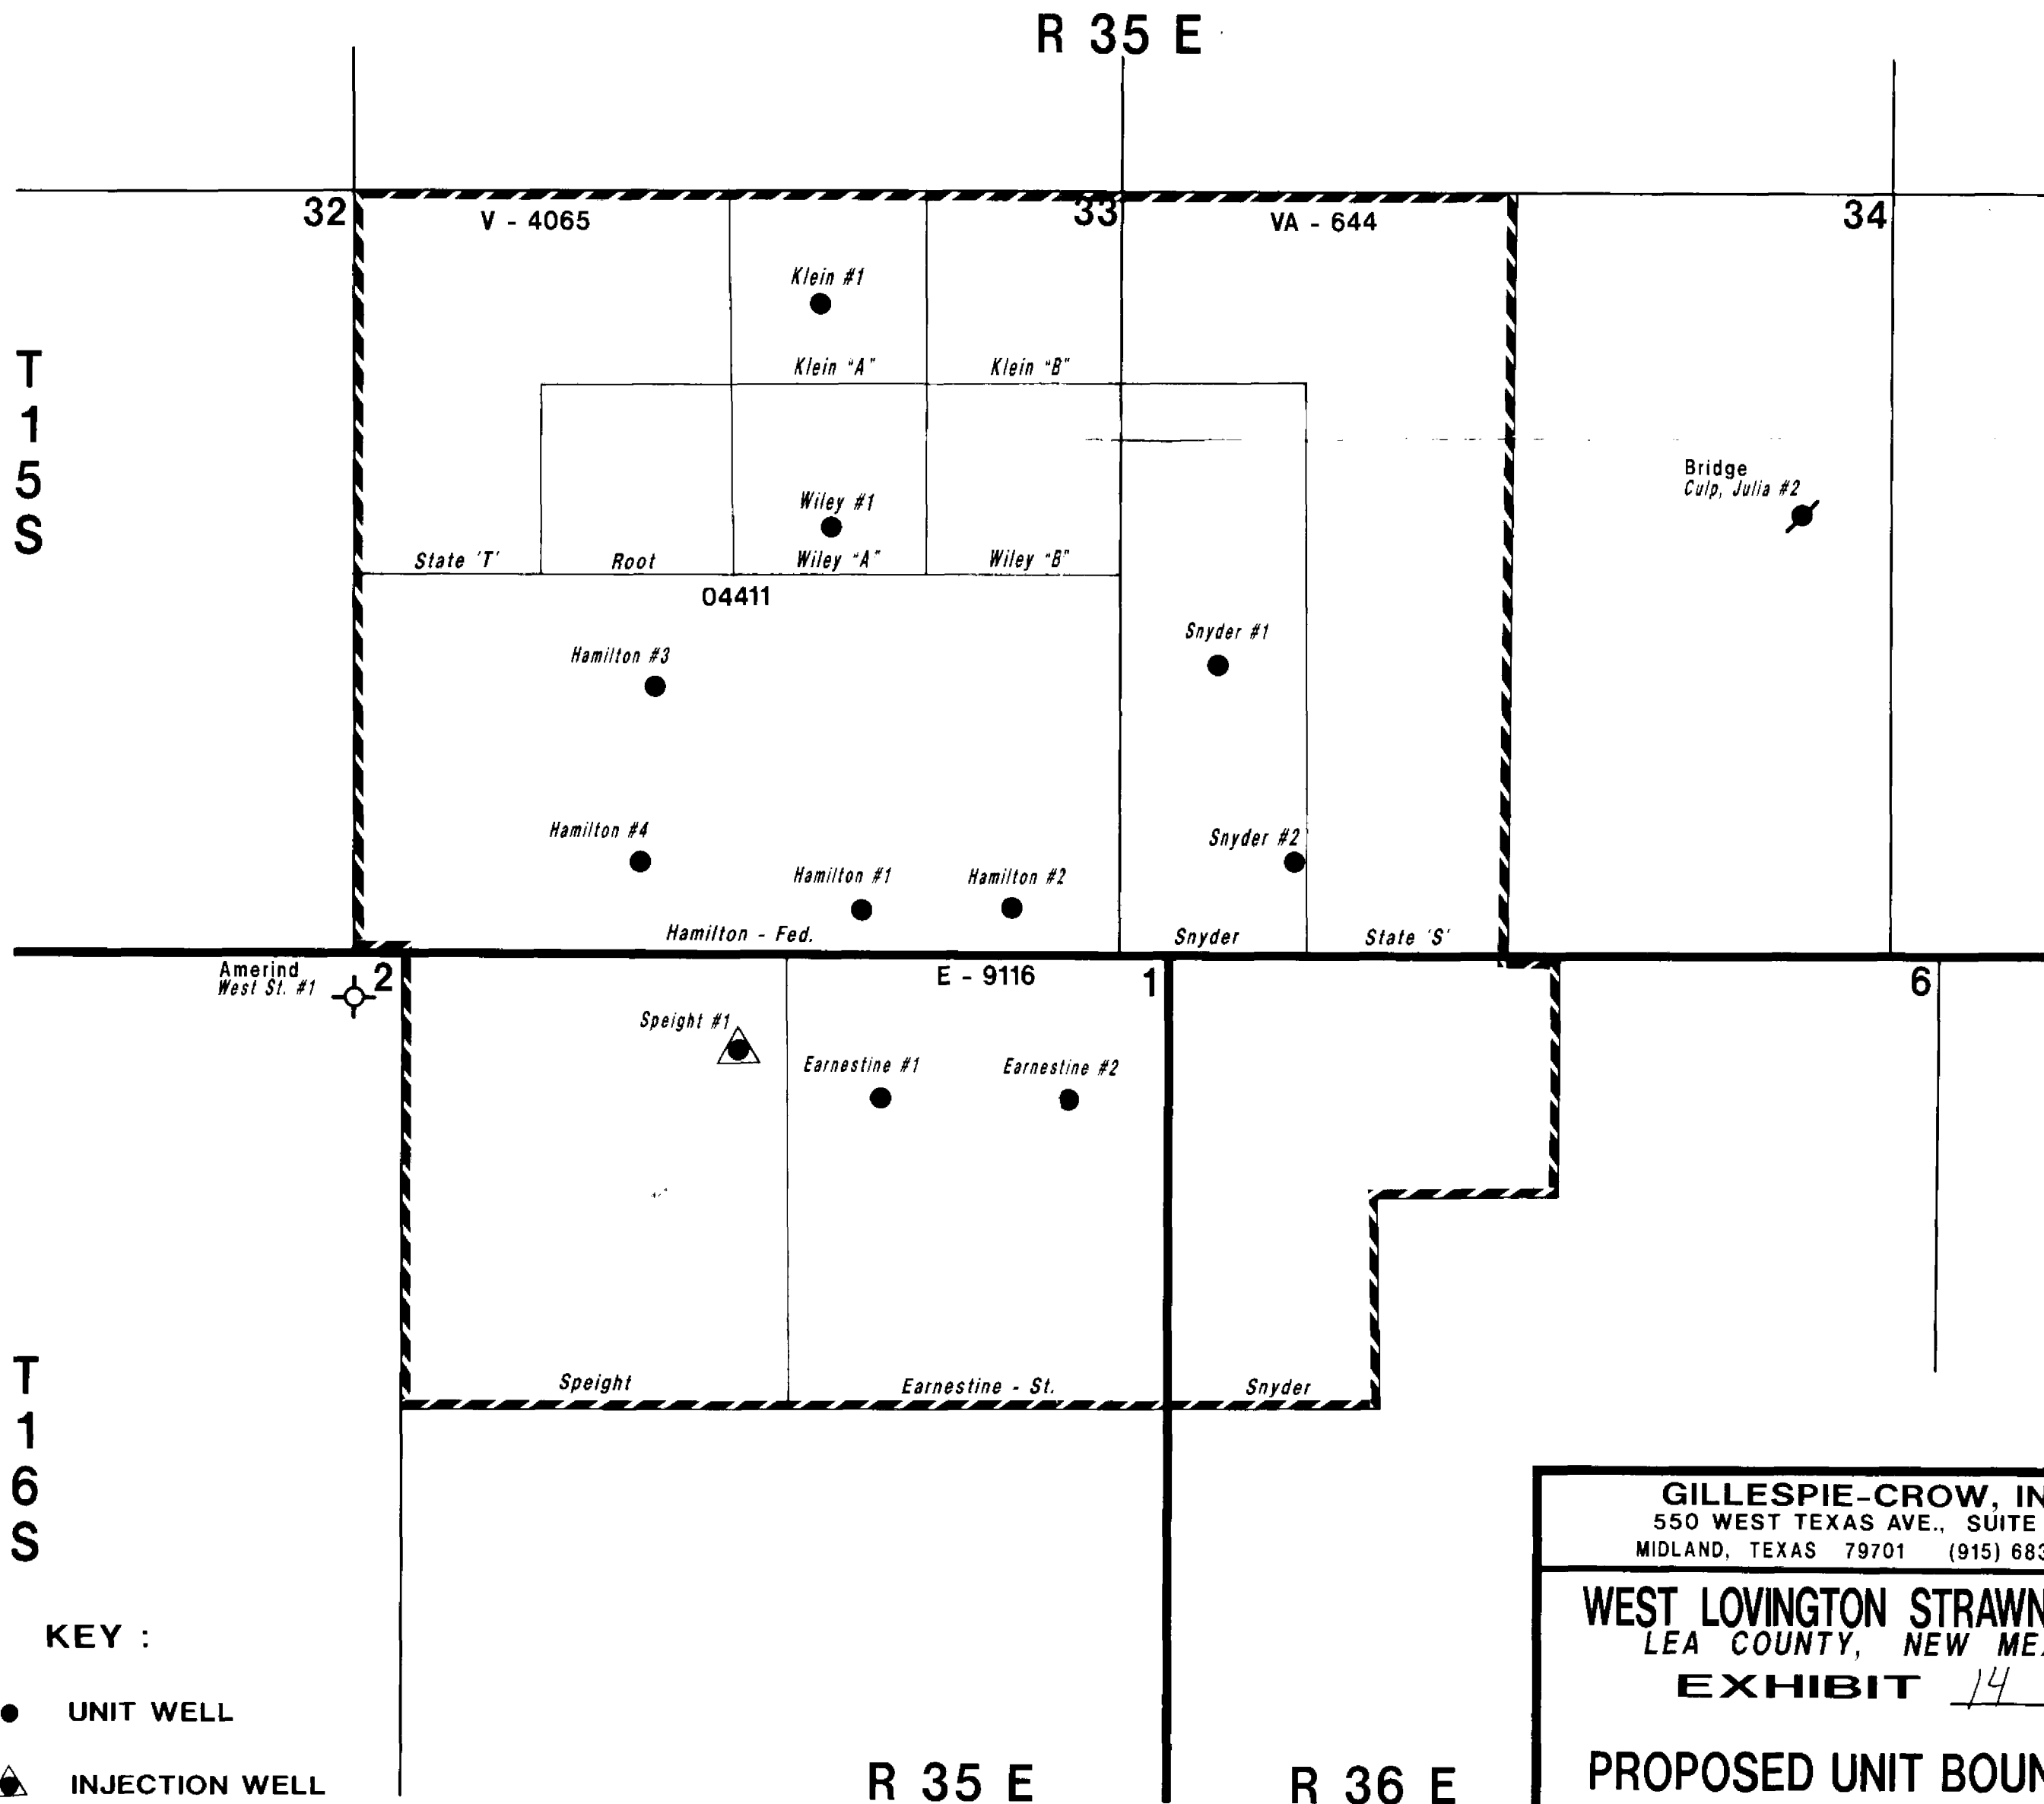 R 35 E
32
V - 4065
33
VA - 644
34
Klein #1
T
1
5
S
Klein "A"
Klein "B"
Bridge
Culp, Julia #2
Wiley #1
State 'T'
Root
Wiley "A"
Wiley "B"
04411
Snyder #1
Hamilton #3
Hamilton #4
Snyder #2
Hamilton #1
Hamilton #2
Hamilton - Fed.
Snyder
State 'S'
Amerind
West St. #1
2
E - 9116
1
6
Speight #1
Earnestine #1
Earnestine #2
T
1
6
S
Speight
Earnestine - St.
Snyder
GILLESPIE-CROW, IN
550 WEST TEXAS AVE., SUITE
MIDLAND, TEXAS 79701 (915) 683
WEST LOVINGTON STRAWN
LEA COUNTY, NEW ME
EXHIBIT 14
PROPOSED UNIT BOUN
KEY :
UNIT WELL
INJECTION WELL
R 35 E
R 36 E